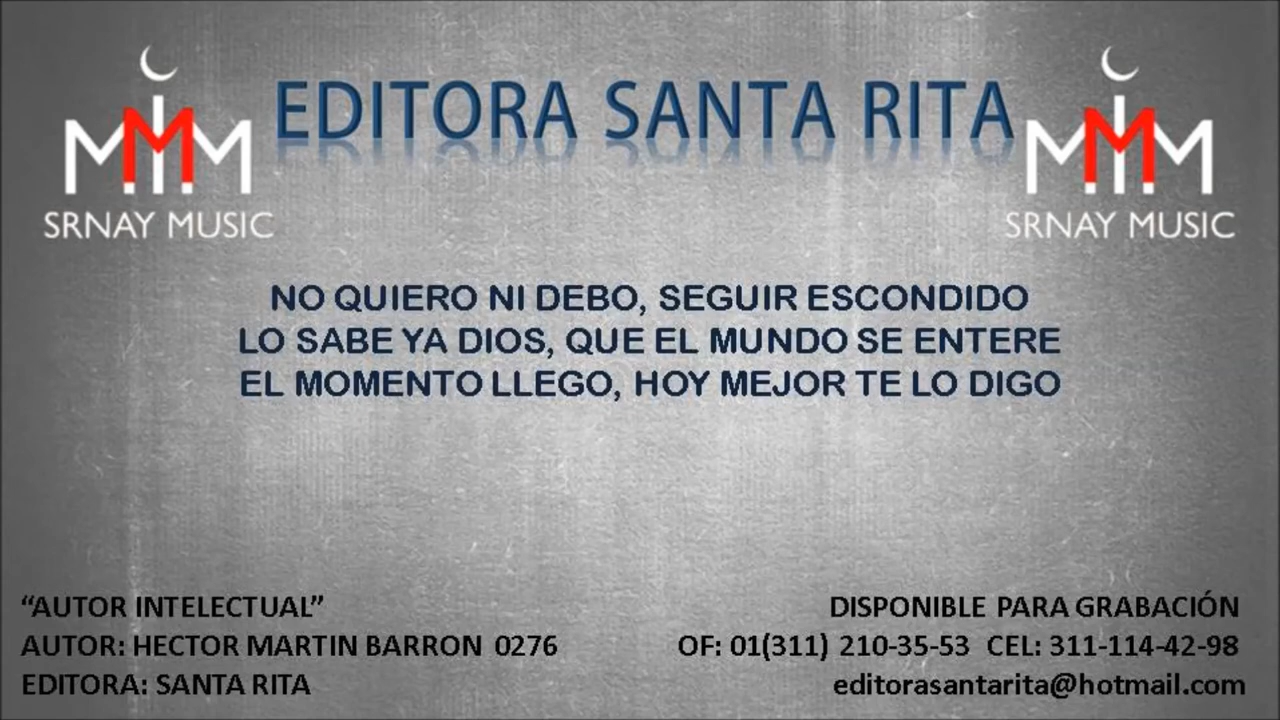 EDITORA SANTA RITA
SRNAY MUSIC
SRNAY MUSIC
NO QUIERO NI DEBO, SEGUIR ESCONDIDO
LO SABE YA DIOS, QUE EL MUNDO SE ENTERE
EL MOMENTO LLEGO, HOY MEJOR TE LO DIGO
“AUTOR INTELECTUAL”
AUTOR: HECTOR MARTIN BARRON 0276
EDITORA: SANTA RITA
DISPONIBLE PARA GRABACIÓN
OF: 01(311) 210-35-53 CEL: 311-114-42-98
editorasantarita@hotmail.com